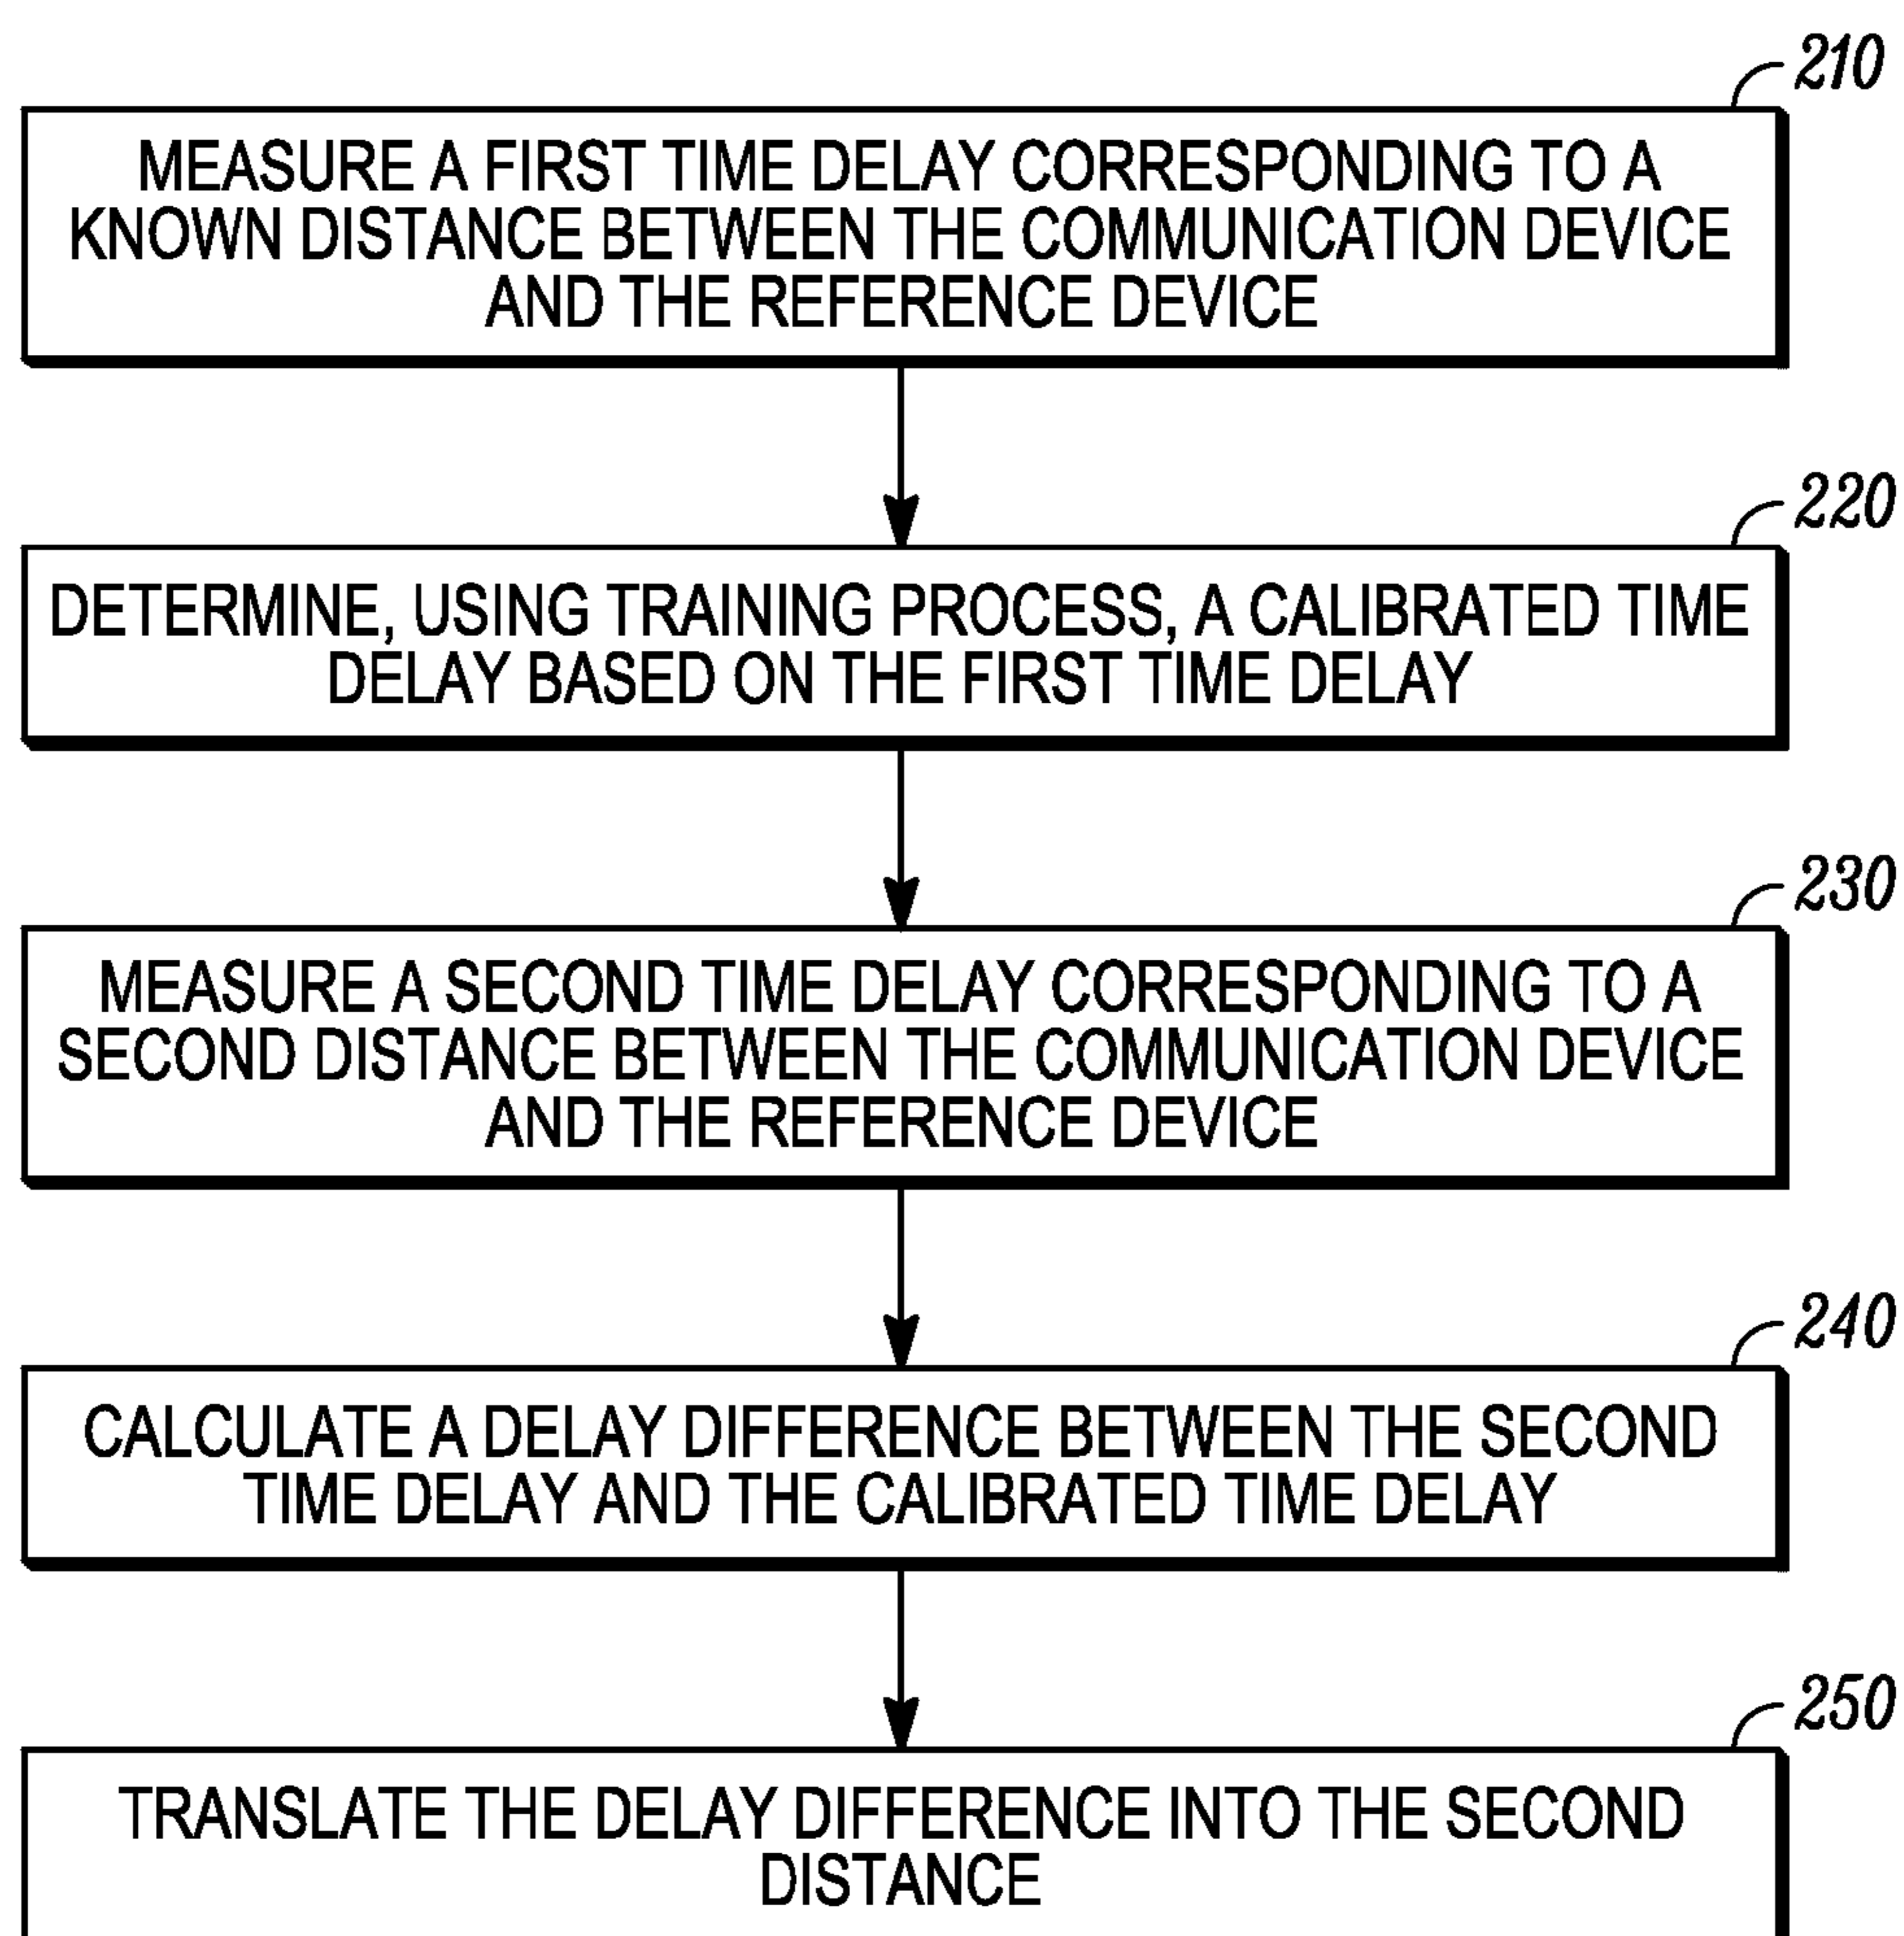 210
MEASURE A FIRST TIME DELAY CORRESPONDING TO A
KNOWN DISTANCE BETWEEN THE COMMUNICATION DEVICE
AND THE REFERENCE DEVICE
220
DETERMINE, USING TRAINING PROCESS, A CALIBRATED TIME
DELAY BASED ON THE FIRST TIME DELAY
230
MEASURE A SECOND TIME DELAY CORRESPONDING TO A
SECOND DISTANCE BETWEEN THE COMMUNICATION DEVICE
AND THE REFERENCE DEVICE
240
CALCULATE A DELAY DIFFERENCE BETWEEN THE SECOND
TIME DELAY AND THE CALIBRATED TIME DELAY
250
TRANSLATE THE DELAY DIFFERENCE INTO THE SECOND
DISTANCE